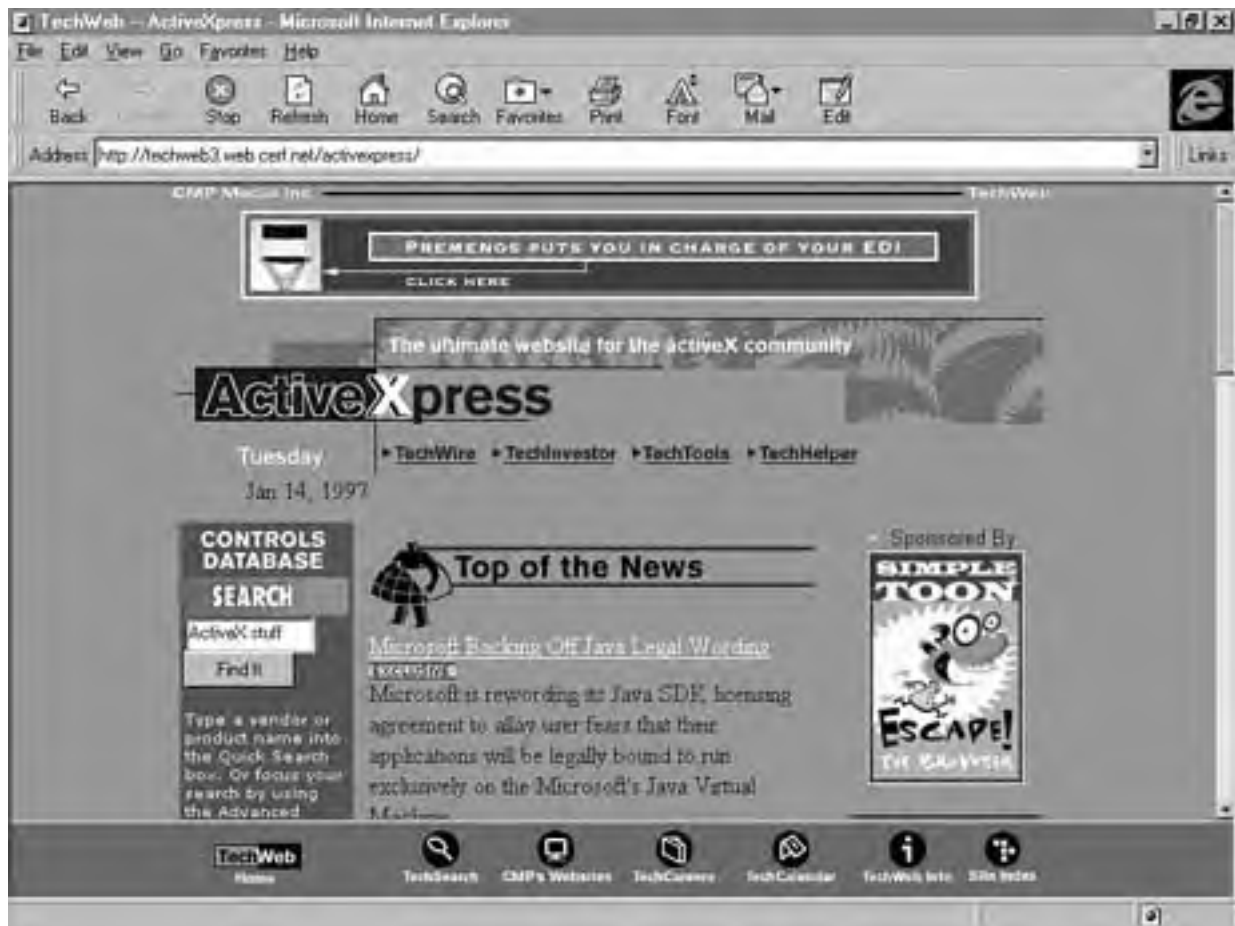 TechWeb -- ActiveXpress - Microsoft Internet Explorer
File Edit View Go Favorites Help
Back Stop Refresh Home Search Favorites Print Font Mail Edit
Address http://techweb3.web.cerf.net/activexpress/ Links
CMP Media Inc. TechWeb
PREMENOS PUTS YOU IN CHARGE OF YOUR EDI
CLICK HERE
The ultimate website for the activeX community
ActiveXpress
TechWire TechInvestor TechTools TechHelper
Tuesday
Jan 14, 1997
CONTROLS
DATABASE
SEARCH
ActiveX stuff
Find It
Type a vendor or
product name into
the Quick Search
box. Or focus your
search by using
the Advanced
Top of the News
Microsoft Backing Off Java Legal Wording
Microsoft is rewording its Java SDK licensing
agreement to allay user fears that their
applications will be legally bound to run
exclusively on the Microsoft's Java Virtual
Sponsored By
SIMPLE
TOON
ESCAPE!
TechWeb
Home
TechSearch CMP's Websites TechCareers TechCalendar TechWeb Info Site Index